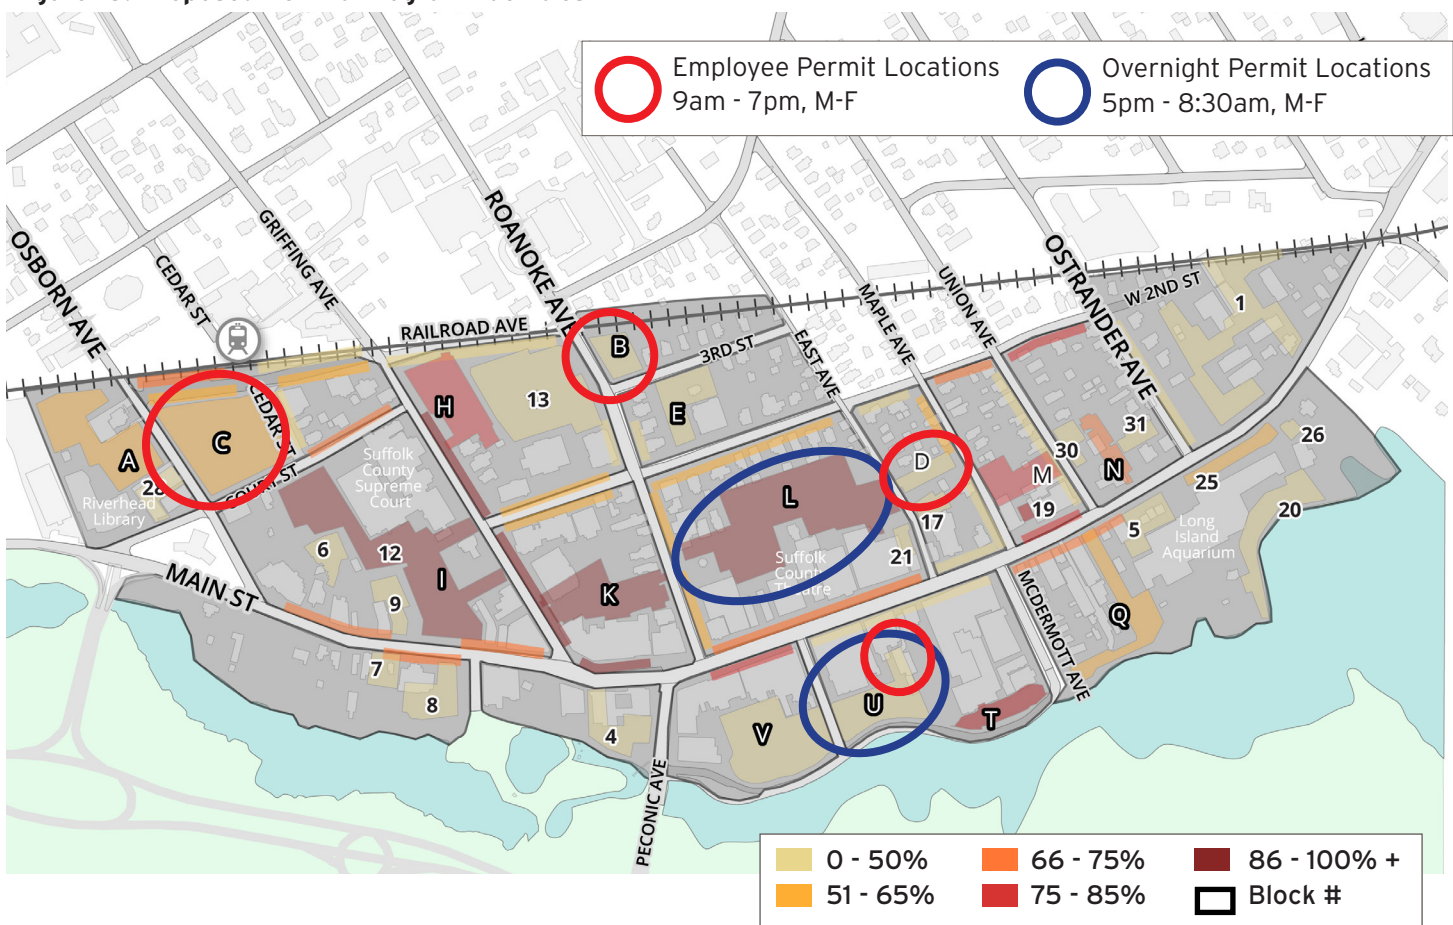 Employee Permit Locations
9am - 7pm, M-F
Overnight Permit Locations
5pm - 8:30am, M-F
OSBORN AVE
CEDAR ST
GRIFFING AVE
ROANOKE AVE
RAILROAD AVE
3RD ST
EAST AVE
MAPLE AVE
UNION AVE
OSTRANDER AVE
W 2ND ST
1
B
H
13
E
CEDAR ST
C
A
28
COURT ST
Riverhead
Library
Suffolk
County
Supreme
Court
D
L
M
30
31
N
26
25
20
19
17
21
5
Long
Island
Aquarium
Suffolk
County
Theatre
6
12
I
9
K
MAIN ST
MCDERMOTT AVE
Q
7
8
4
V
U
T
PECONIC AVE
0 - 50%
51 - 65%
66 - 75%
75 - 85%
86 - 100% +
Block #